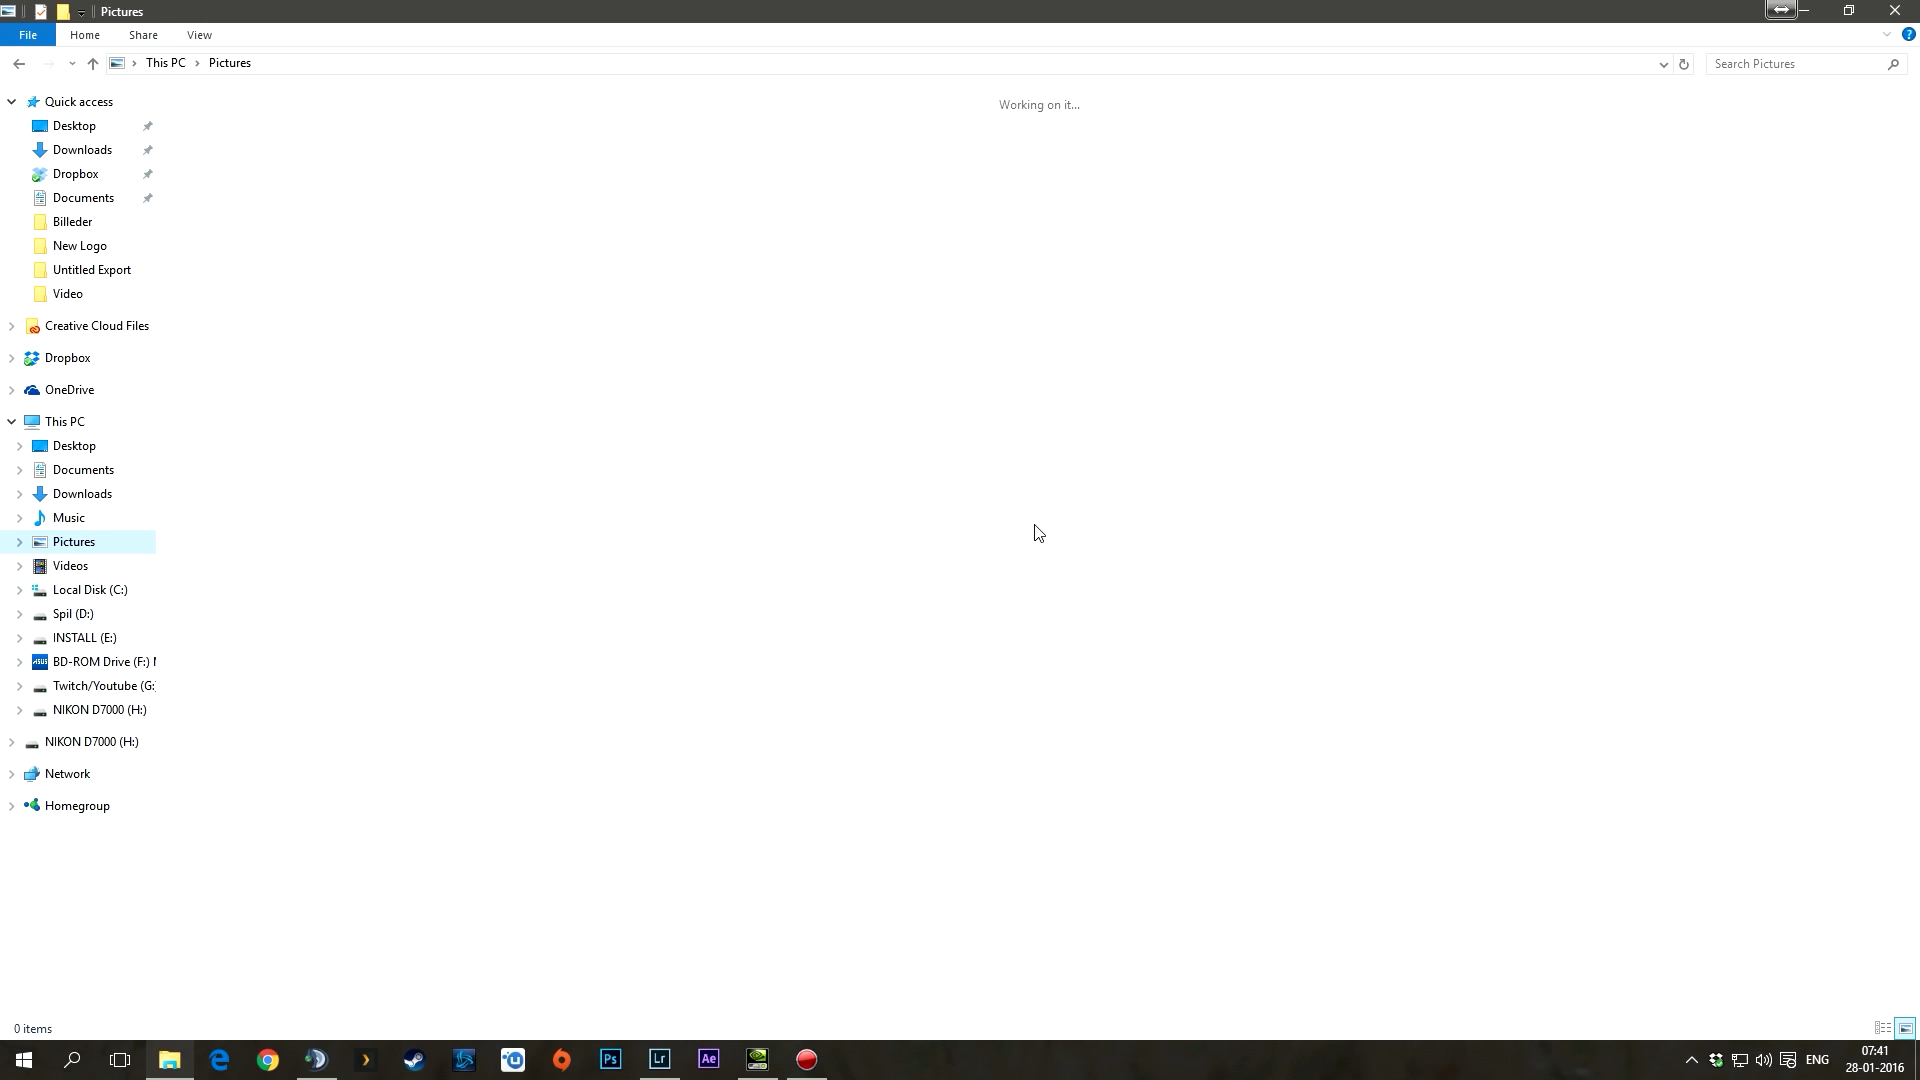 Pictures
File Home Share View
This PC Pictures
Search Pictures
Working on it...
Quick access
Desktop
Downloads
Dropbox
Documents
Billeder
New Logo
Untitled Export
Video
Creative Cloud Files
Dropbox
OneDrive
This PC
Desktop
Documents
Downloads
Music
Pictures
Videos
Local Disk (C:)
Spil (D:)
INSTALL (E:)
BD-ROM Drive (F:)
Twitch/Youtube (G:
NIKON D7000 (H:)
NIKON D7000 (H:)
Network
Homegroup
0 items
Ps Lr Ae
ENG
07:41
28-01-2016